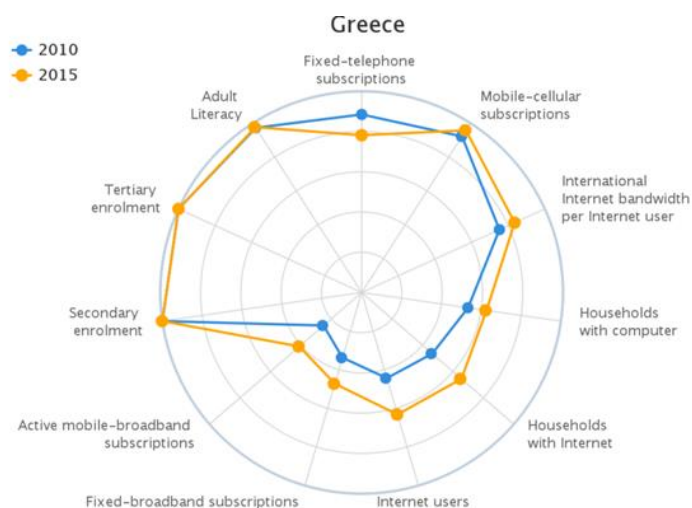 Greece
2010
2015
Fixed-telephone
subscriptions
Mobile-cellular
subscriptions
International
Internet bandwidth
per Internet user
Households
with computer
Households
with Internet
Internet users
Fixed-broadband subscriptions
Active mobile-broadband
subscriptions
Secondary
enrolment
Tertiary
enrolment
Adult
Literacy